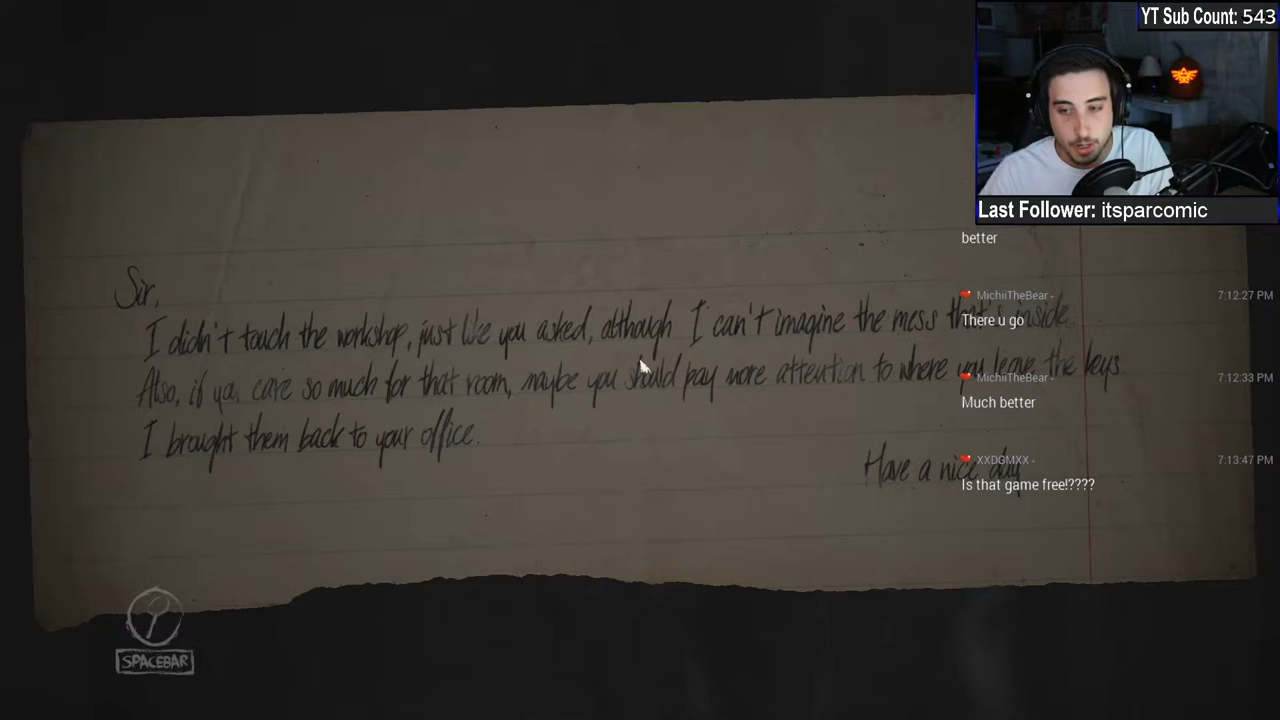 YT Sub Count: 543
Last Follower: itsparcomic
better
MichiiTheBear - 7:12:27 PM
There u go
MichiiTheBear - 7:12:33 PM
Much better
XXDGMXX - 7:13:47 PM
Is that game free!????
Sir,
I didn't touch the workshop, just like you asked, although I can't imagine the mess that's inside.
Also, if you care so much for that room, maybe you should pay more attention to where you leave the keys.
I brought them back to your office.
Have a nice day
SPACEBAR